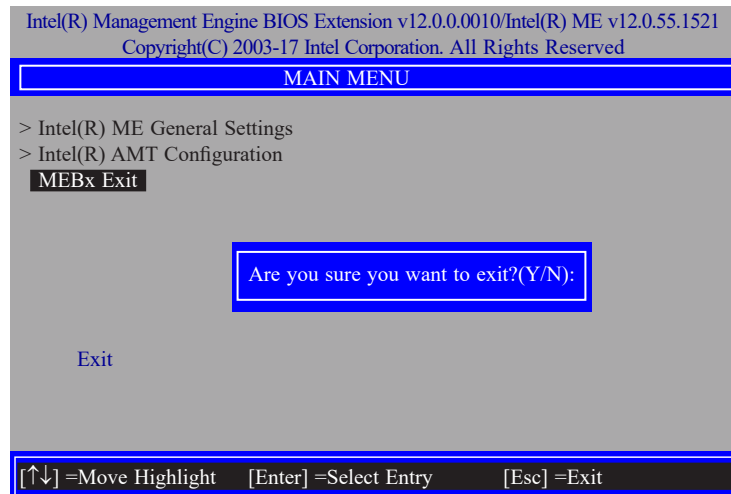 Intel(R) Management Engine BIOS Extension v12.0.0.0010/Intel(R) ME v12.0.55.1521
Copyright(C) 2003-17 Intel Corporation. All Rights Reserved
MAIN MENU
> Intel(R) ME General Settings
> Intel(R) AMT Configuration
MEBx Exit
Are you sure you want to exit?(Y/N):
Exit
[↑↓] =Move Highlight [Enter] =Select Entry [Esc] =Exit